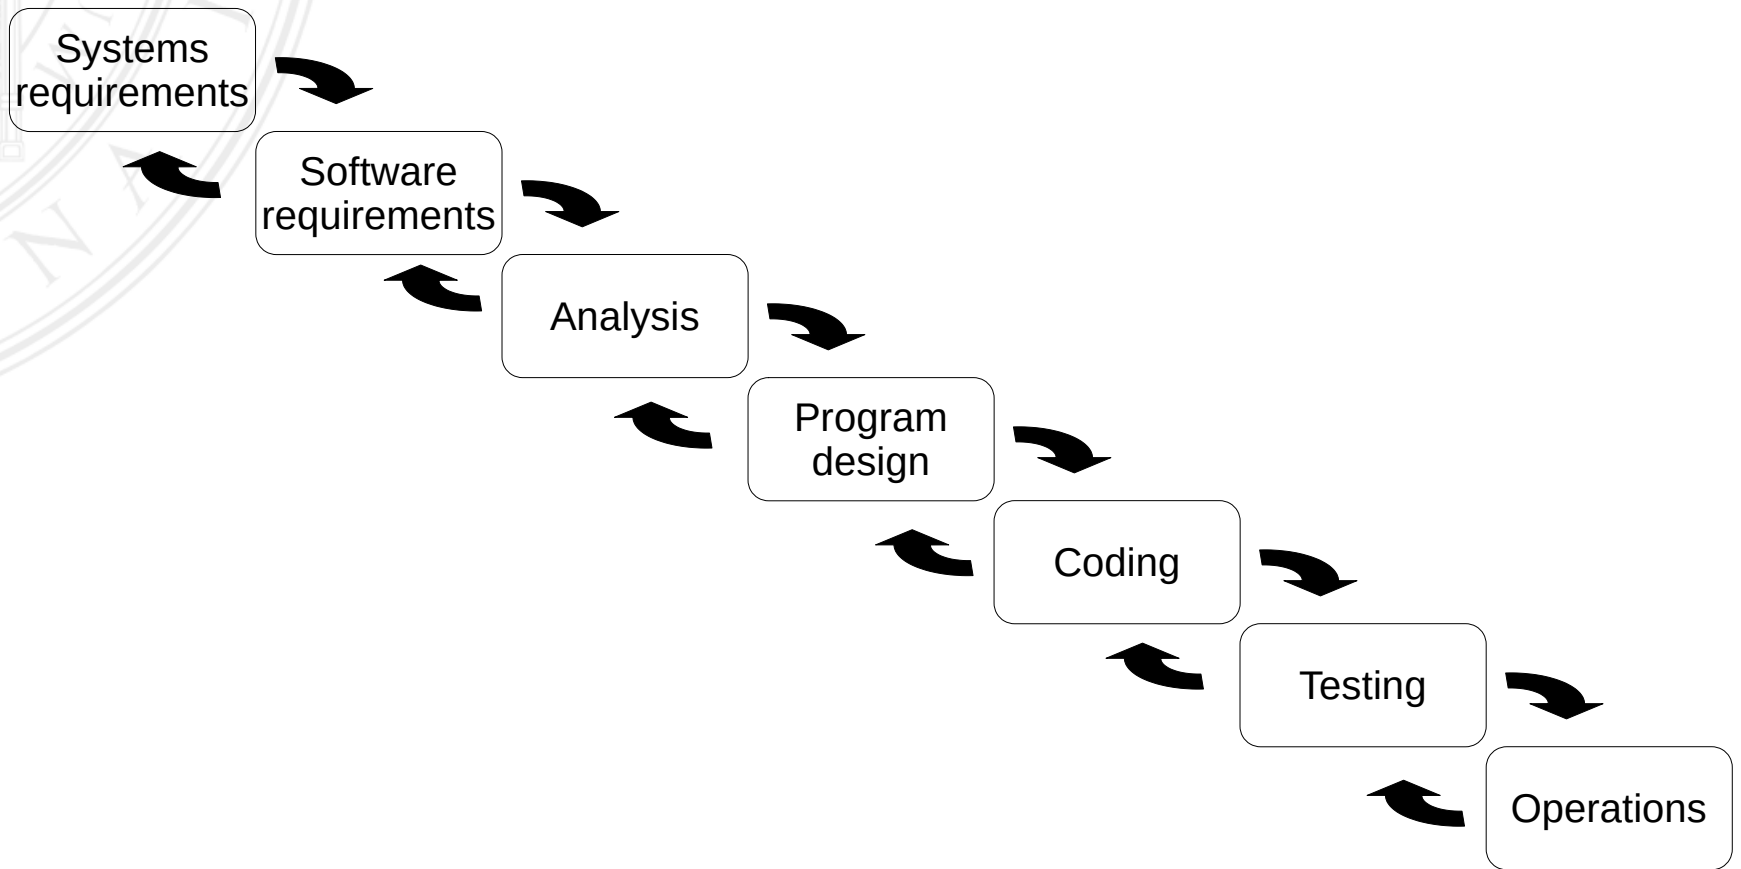 Systems
requirements
Software
requirements
Analysis
Program
design
Coding
Testing
Operations